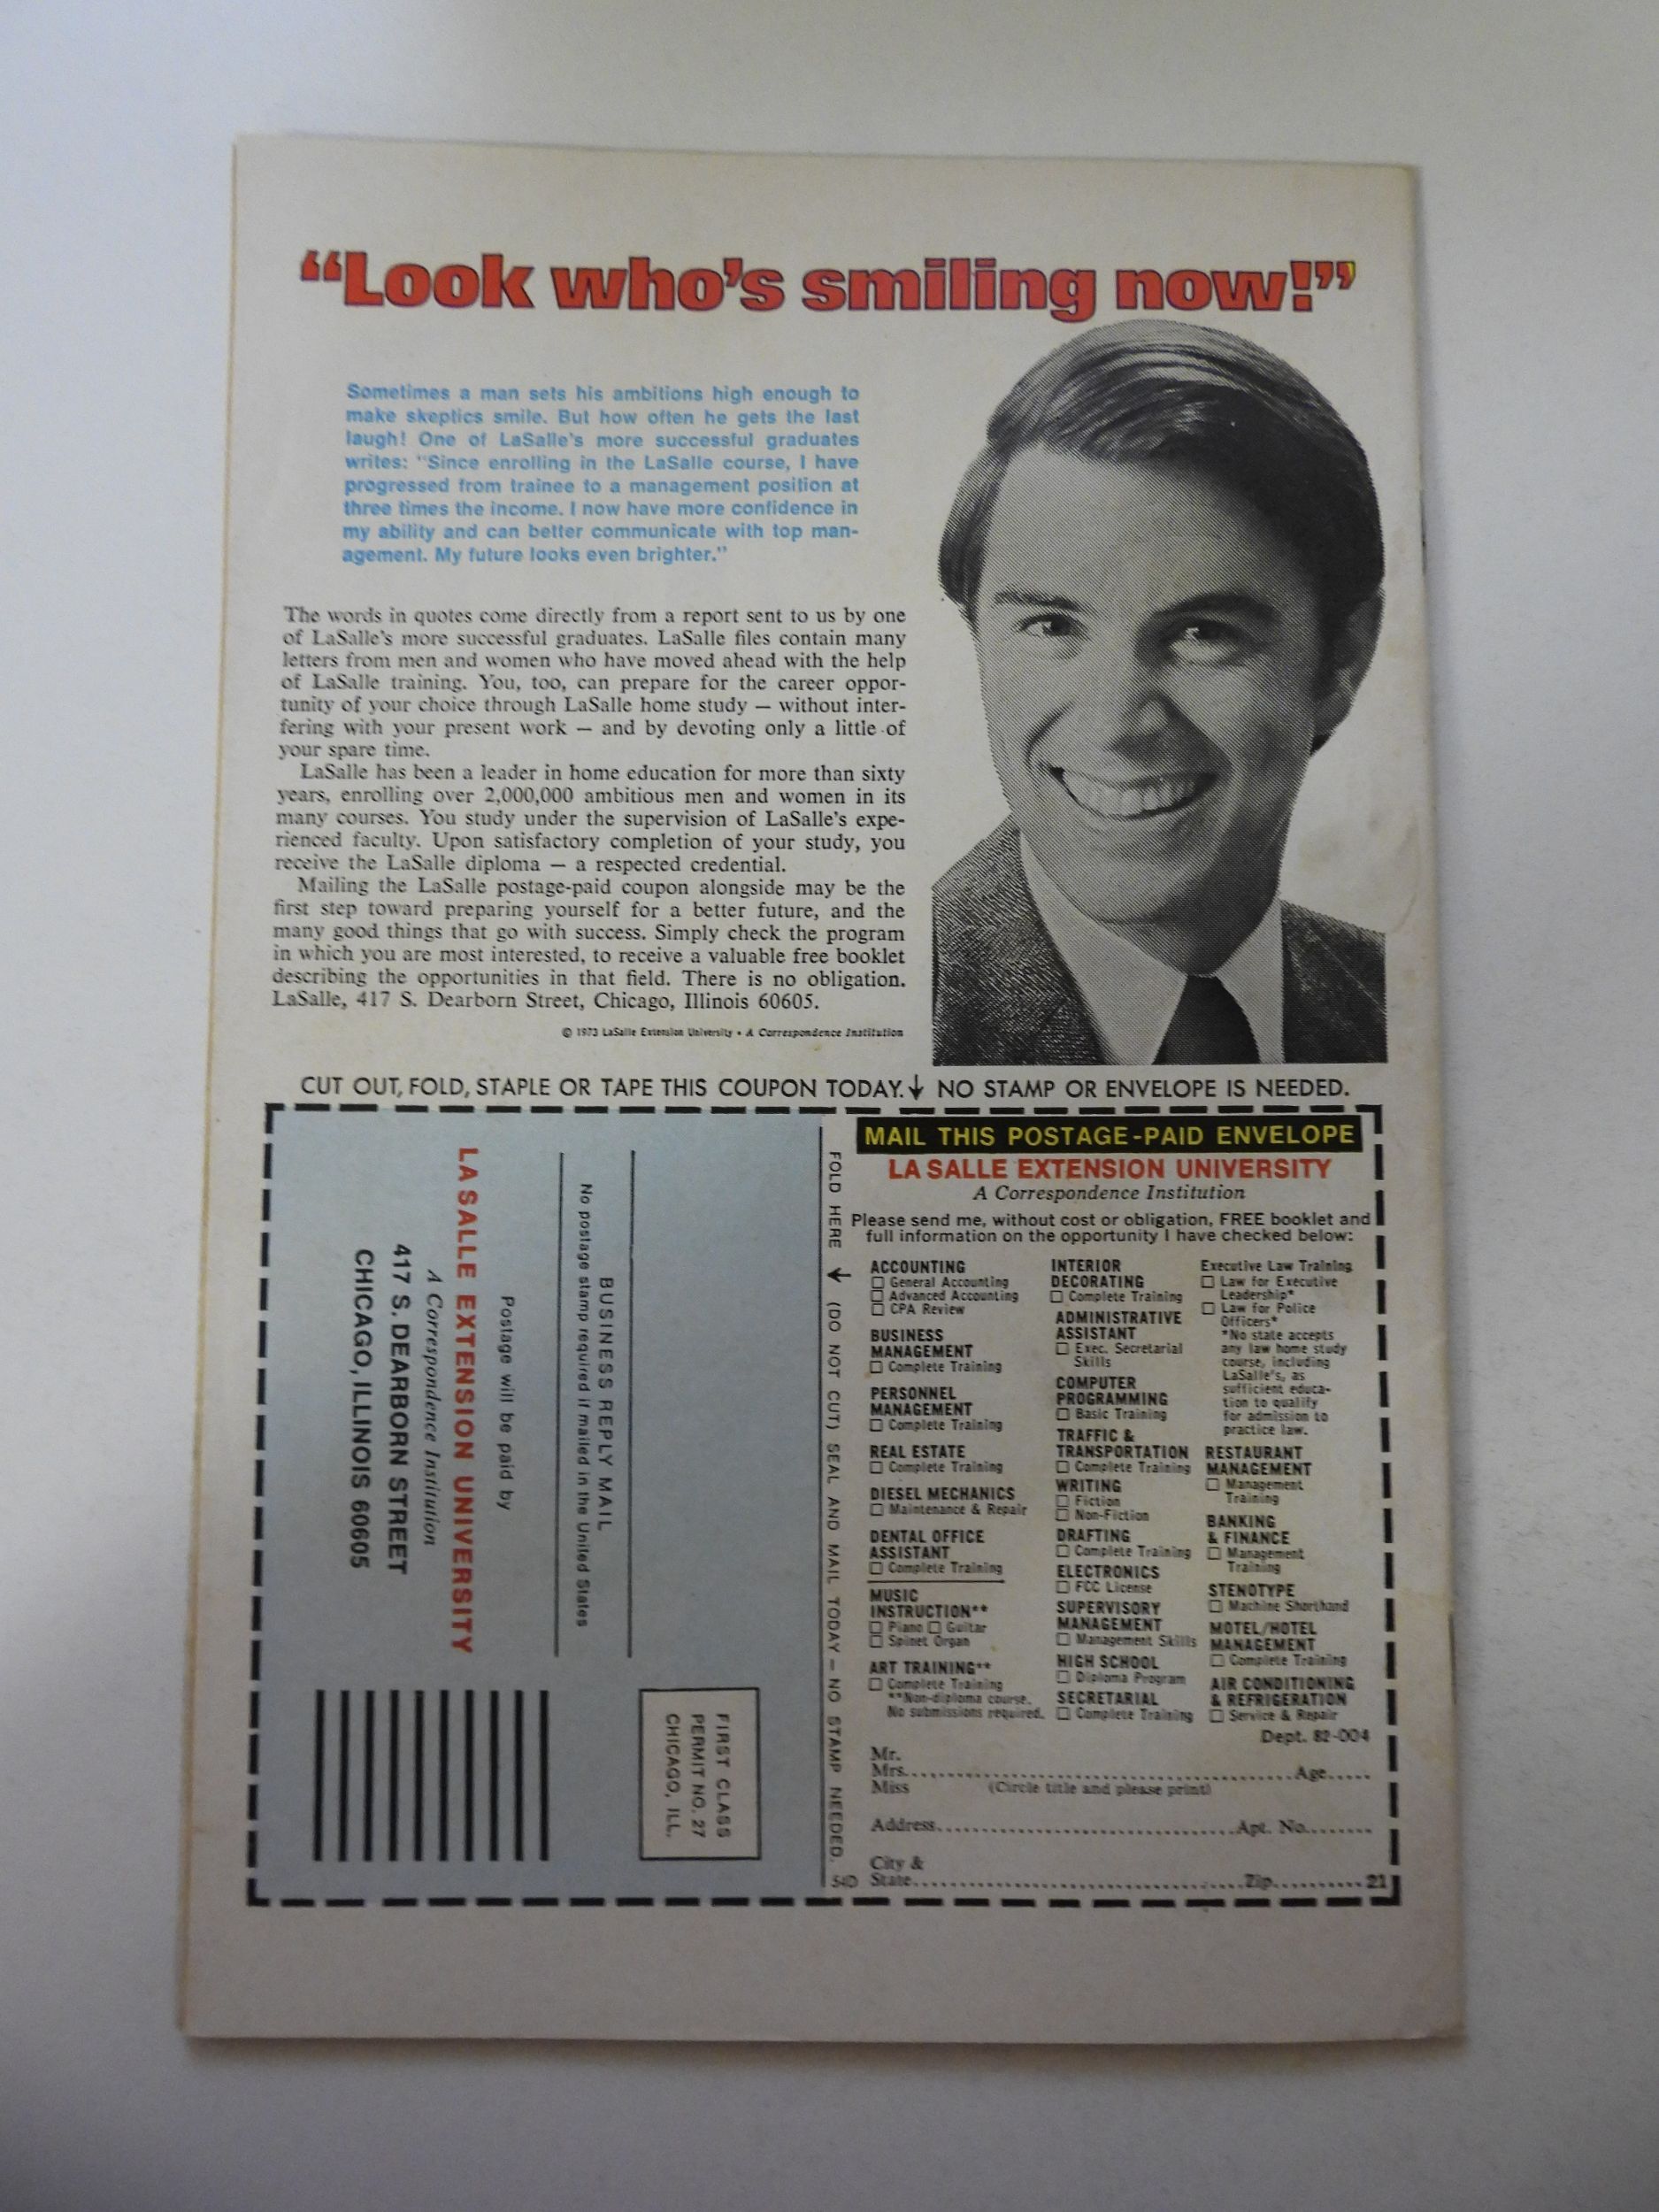 “Look who’s smiling now!”
Sometimes a man sets his ambitions high enough to
make skeptics smile. But how often he gets the last
laugh! One of LaSalle’s more successful graduates
writes: “Since enrolling in the LaSalle course, I have
progressed from trainee to a management position at
three times the income. I now have more confidence in
my ability and can better communicate with top man-
agement. My future looks even brighter.”
The words in quotes come directly from a report sent to us by one
of LaSalle’s more successful graduates. LaSalle files contain many
letters from men and women who have moved ahead with the help
of LaSalle training. You, too, can prepare for the career oppor-
tunity of your choice through LaSalle home study — without inter-
fering with your present work — and by devoting only a little of
your spare time.
LaSalle has been a leader in home education for more than sixty
years, enrolling over 2,000,000 ambitious men and women in its
many courses. You study under the supervision of LaSalle’s expe-
rienced faculty. Upon satisfactory completion of your study, you
receive the LaSalle diploma — a respected credential.
Mailing the LaSalle postage-paid coupon alongside may be the
first step toward preparing yourself for a better future, and the
many good things that go with success. Simply check the program
in which you are most interested, to receive a valuable free booklet
describing the opportunities in that field. There is no obligation.
LaSalle, 417 S. Dearborn Street, Chicago, Illinois 60605.
© 1973 LaSalle Extension University • A Correspondence Institution
CUT OUT, FOLD, STAPLE OR TAPE THIS COUPON TODAY.↓ NO STAMP OR ENVELOPE IS NEEDED.
FIRST CLASS
PERMIT NO. 27
CHICAGO, ILL.
BUSINESS REPLY MAIL
No postage stamp required if mailed in the United States
Postage will be paid by
LA SALLE EXTENSION UNIVERSITY
A Correspondence Institution
417 S. DEARBORN STREET
CHICAGO, ILLINOIS 60605
FOLD HERE ↓ (DO NOT CUT) SEAL AND MAIL TODAY — NO STAMP NEEDED.
54D
MAIL THIS POSTAGE-PAID ENVELOPE
LA SALLE EXTENSION UNIVERSITY
A Correspondence Institution
Please send me, without cost or obligation, FREE booklet and
full information on the opportunity I have checked below:
ACCOUNTING
☐ General Accounting
☐ Advanced Accounting
☐ CPA Review
BUSINESS
MANAGEMENT
☐ Complete Training
PERSONNEL
MANAGEMENT
☐ Complete Training
REAL ESTATE
☐ Complete Training
DIESEL MECHANICS
☐ Maintenance & Repair
DENTAL OFFICE
ASSISTANT
☐ Complete Training
MUSIC
INSTRUCTION**
☐ Piano ☐ Guitar
☐ Spinet Organ
ART TRAINING**
☐ Complete Training
**Non-diploma course.
No submissions required.
INTERIOR
DECORATING
☐ Complete Training
ADMINISTRATIVE
ASSISTANT
☐ Exec. Secretarial
Skills
COMPUTER
PROGRAMMING
☐ Basic Training
TRAFFIC &
TRANSPORTATION
☐ Complete Training
WRITING
☐ Fiction
☐ Non-Fiction
DRAFTING
☐ Complete Training
ELECTRONICS
☐ FCC License
SUPERVISORY
MANAGEMENT
☐ Management Skills
HIGH SCHOOL
☐ Diploma Program
SECRETARIAL
☐ Complete Training
Executive Law Training
☐ Law for Executive
Leadership*
☐ Law for Police
Officers*
*No state accepts
any law home study
course, including
LaSalle’s, as
sufficient educa-
tion to qualify
for admission to
practice law.
RESTAURANT
MANAGEMENT
☐ Management
Training
BANKING
& FINANCE
☐ Management
Training
STENOTYPE
☐ Machine Shorthand
MOTEL/HOTEL
MANAGEMENT
☐ Complete Training
AIR CONDITIONING
& REFRIGERATION
☐ Service & Repair
Dept. 82-004
Mr.
Mrs. Age
Miss (Circle title and please print)
Address Apt. No.
City &
State Zip 21